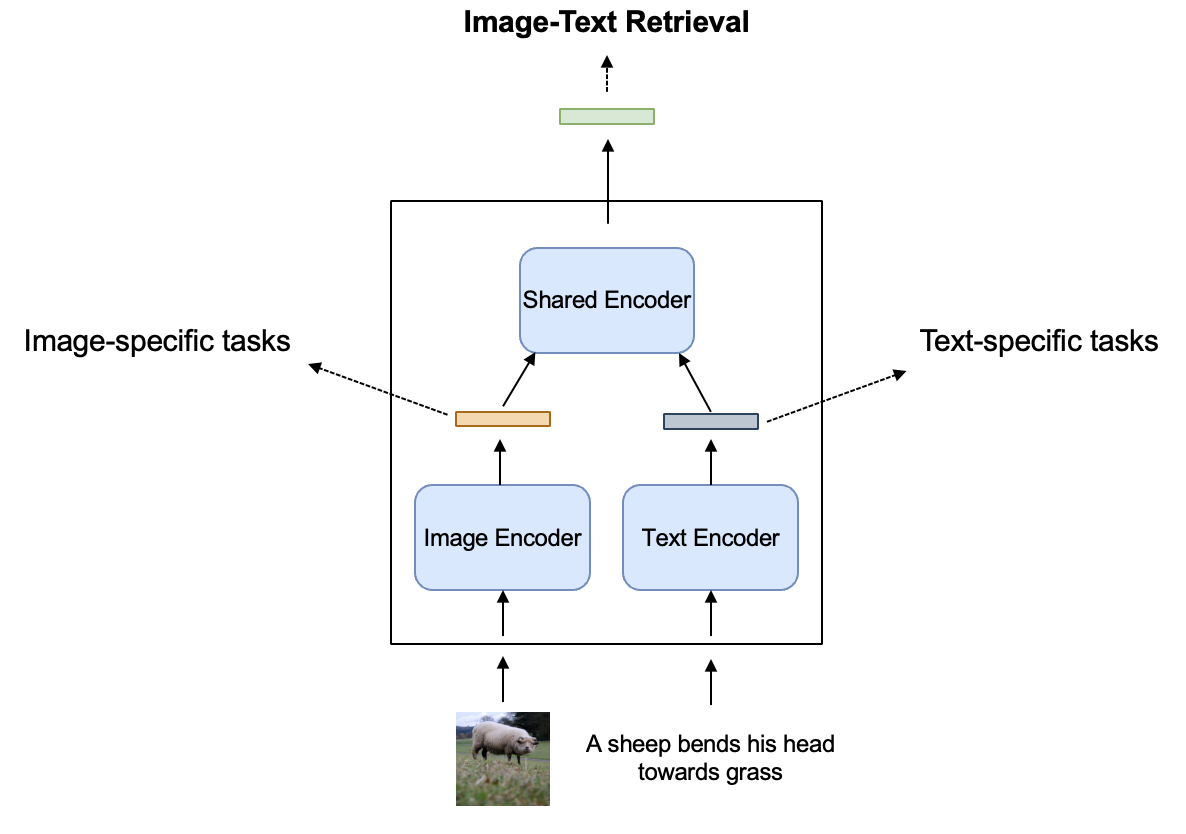 Image-Text Retrieval
Shared Encoder
Image-specific tasks
Text-specific tasks
Image Encoder
Text Encoder
A sheep bends his head
towards grass